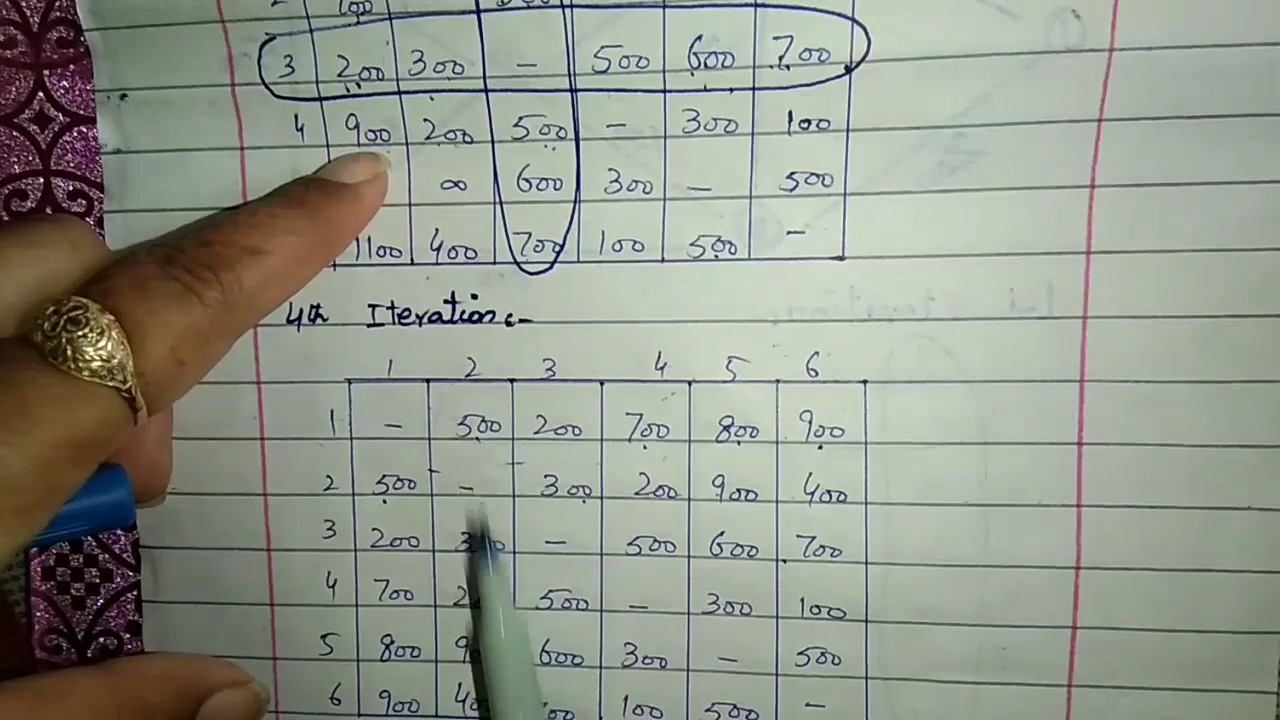 100
3 200 300 - 500 600 700
4 900 200 500 - 300 100
∞ 600 300 - 500
1100 400 700 100 500 -
4th Iteration:-
1 2 3 4 5 6
1 - 500 200 700 800 900
2 500 - 300 200 900 400
3 200 - 500 600 700
4 700 500 - 300 100
5 800 600 300 - 500
6 900 100 500 -